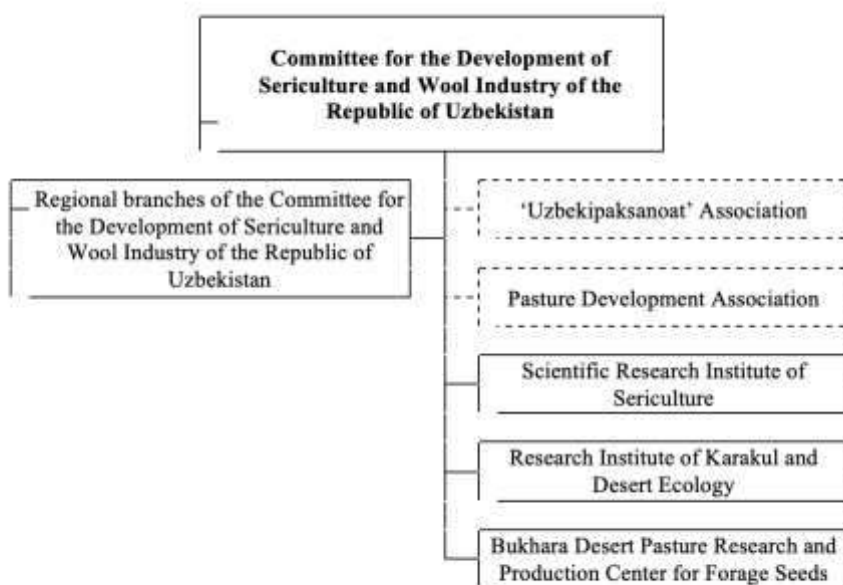 Committee for the Development of
Sericulture and Wool Industry of the
Republic of Uzbekistan
Regional branches of the Committee for
the Development of Sericulture and
Wool Industry of the Republic of
Uzbekistan
‘Uzbekipaksanoat’ Association
Pasture Development Association
Scientific Research Institute of
Sericulture
Research Institute of Karakul and
Desert Ecology
Bukhara Desert Pasture Research and
Production Center for Forage Seeds